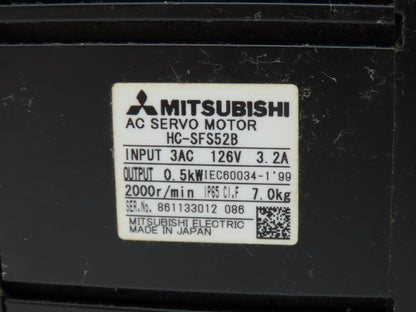 MITSUBISHI
AC SERVO MOTOR
HC-SFS52B
INPUT 3AC 126V 3.2A
OUTPUT 0.5kW IEC60034-1'99
2000r/min IP65 Cl.F 7.0kg
SER.No. 861133012 086
MITSUBISHI ELECTRIC
MADE IN JAPAN